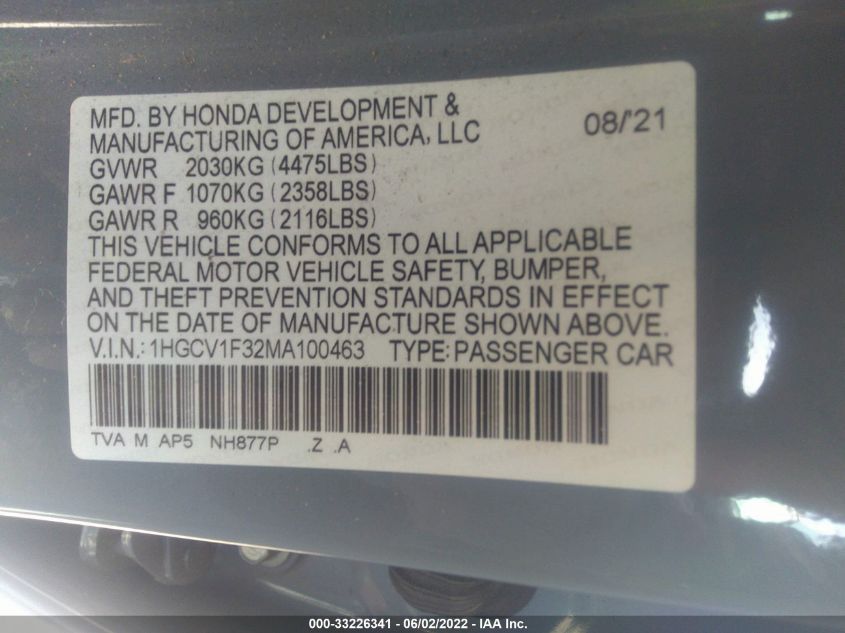 MFD. BY HONDA DEVELOPMENT &
MANUFACTURING OF AMERICA, LLC 08/'21
GVWR 2030KG (4475LBS)
GAWR F 1070KG (2358LBS)
GAWR R 960KG (2116LBS)
THIS VEHICLE CONFORMS TO ALL APPLICABLE
FEDERAL MOTOR VEHICLE SAFETY, BUMPER,
AND THEFT PREVENTION STANDARDS IN EFFECT
ON THE DATE OF MANUFACTURE SHOWN ABOVE.
V.I.N.: 1HGCV1F32MA100463 TYPE: PASSENGER CAR
TVA M AP5 NH877P .Z .A
000-33226341 / 06/02/2022 - IAA Inc.